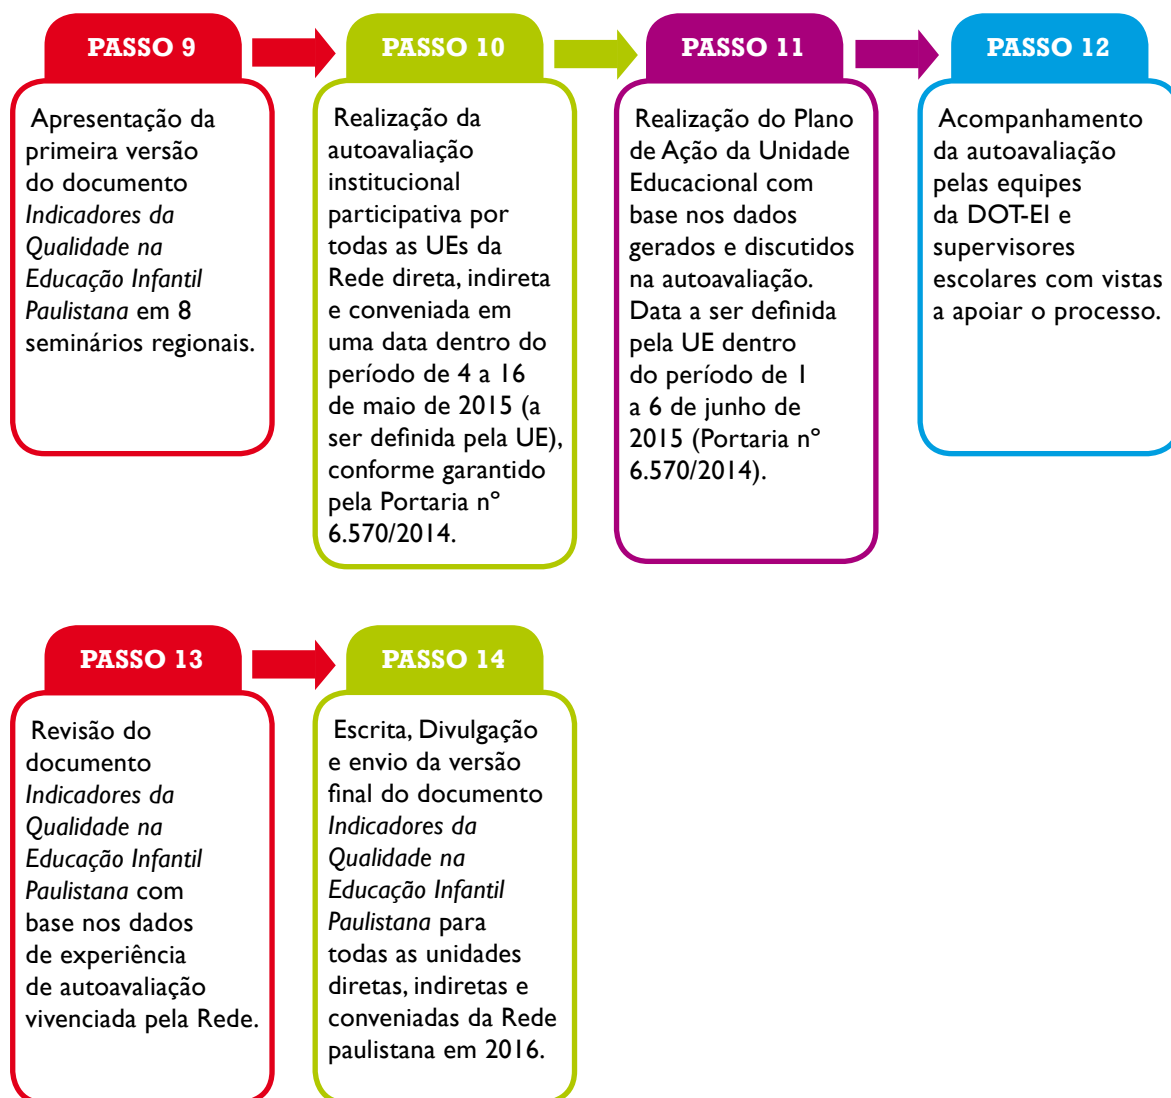 PASSO 9
Apresentação da
primeira versão
do documento
Indicadores da
Qualidade na
Educação Infantil
Paulistana em 8
seminários regionais.
PASSO 10
Realização da
autoavaliação
institucional
participativa por
todas as UEs da
Rede direta, indireta
e conveniada em
uma data dentro do
período de 4 a 16
de maio de 2015 (a
ser definida pela UE),
conforme garantido
pela Portaria nº
6.570/2014.
PASSO 11
Realização do Plano
de Ação da Unidade
Educacional com
base nos dados
gerados e discutidos
na autoavaliação.
Data a ser definida
pela UE dentro
do período de 1
a 6 de junho de
2015 (Portaria nº
6.570/2014).
PASSO 12
Acompanhamento
da autoavaliação
pelas equipes
da DOT-EI e
supervisores
escolares com vistas
a apoiar o processo.
PASSO 13
Revisão do
documento
Indicadores da
Qualidade na
Educação Infantil
Paulistana com
base nos dados
de experiência
de autoavaliação
vivenciada pela Rede.
PASSO 14
Escrita, Divulgação
e envio da versão
final do documento
Indicadores da
Qualidade na
Educação Infantil
Paulistana para
todas as unidades
diretas, indiretas e
conveniadas da Rede
paulistana em 2016.